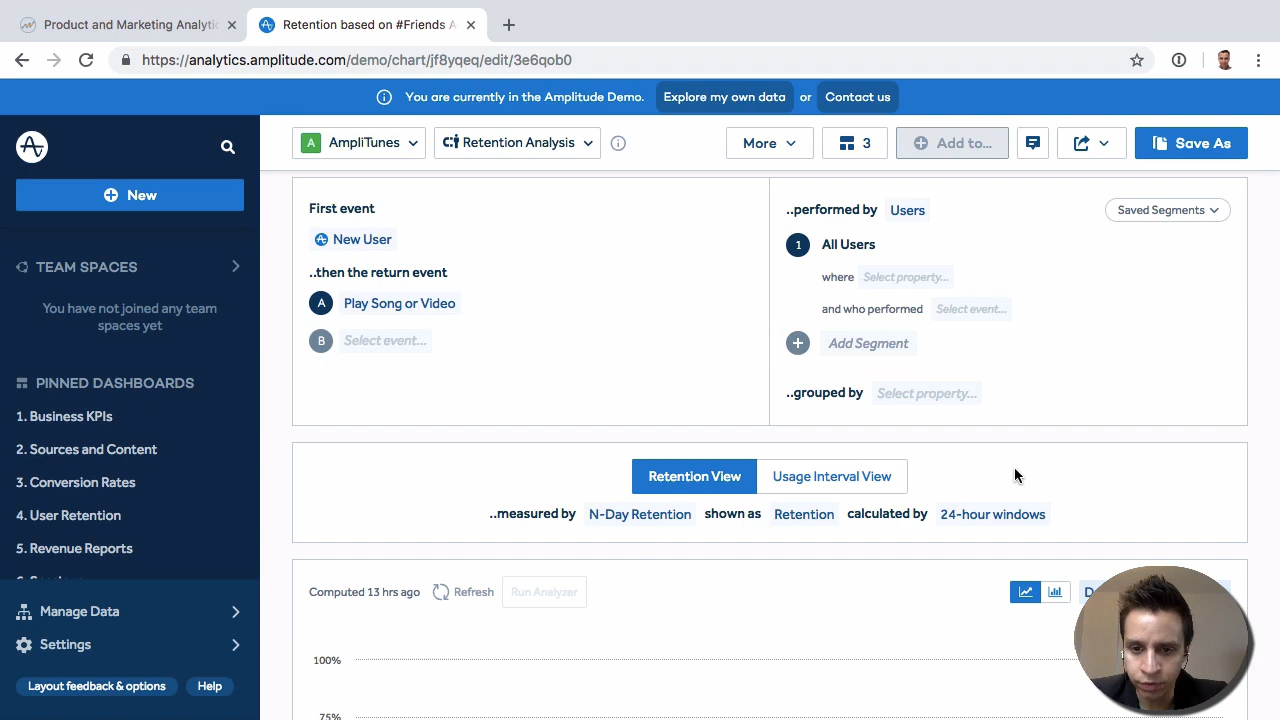 Product and Marketing Analytic
Retention based on #Friends A
https://analytics.amplitude.com/demo/chart/jf8yqeq/edit/3e6qob0
You are currently in the Amplitude Demo. Explore my own data or Contact us
A AmpliTunes Retention Analysis More 3 Add to... Save As
New
TEAM SPACES
You have not joined any team
spaces yet
PINNED DASHBOARDS
1. Business KPIs
2. Sources and Content
3. Conversion Rates
4. User Retention
5. Revenue Reports
Manage Data
Settings
Layout feedback & options Help
First event
New User
..then the return event
A Play Song or Video
B Select event...
..performed by Users Saved Segments
1 All Users
where Select property...
and who performed Select event...
Add Segment
..grouped by Select property...
Retention View Usage Interval View
..measured by N-Day Retention shown as Retention calculated by 24-hour windows
Computed 13 hrs ago Refresh Run Analyzer
100%
75%